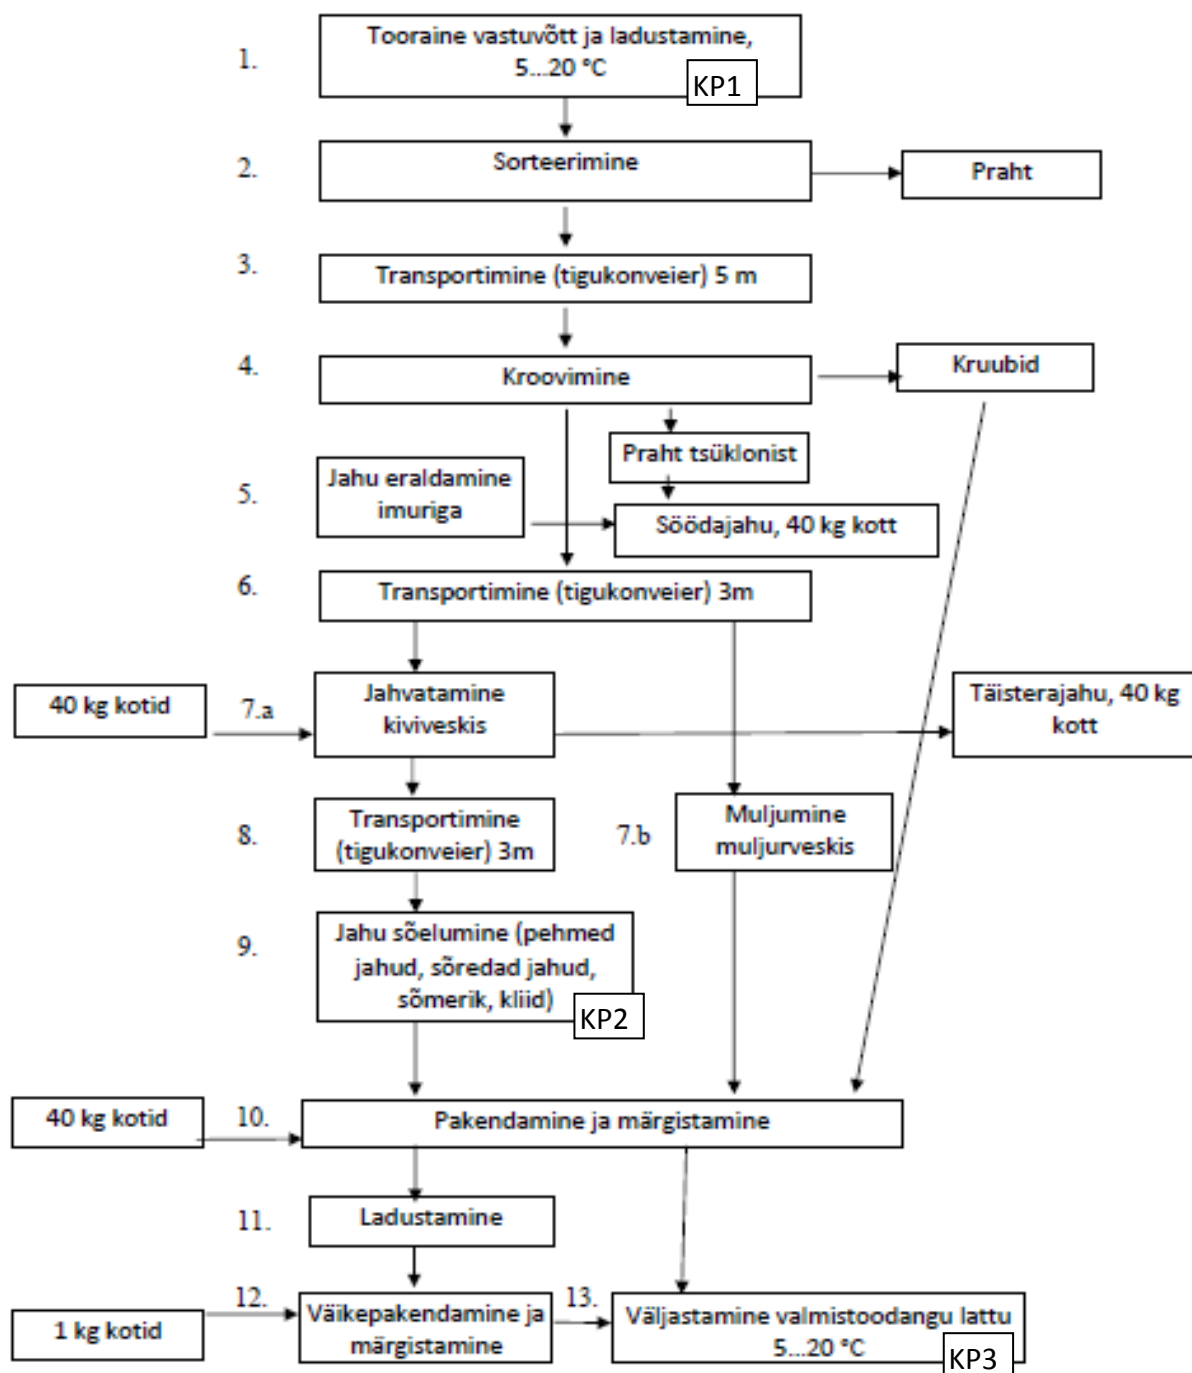 1.
Tooraine vastuvõtt ja ladustamine,
5...20 °C
KP1
2.
Sorteerimine
Praht
3.
Transportimine (tigukonveier) 5 m
4.
Kroovimine
Kruubid
Praht tsüklonist
5.
Jahu eraldamine
imuriga
Söödajahu, 40 kg kott
6.
Transportimine (tigukonveier) 3m
40 kg kotid
7.a
Jahvatamine
kiviveskis
Täisterajahu, 40 kg
kott
8.
Transportimine
(tigukonveier) 3m
7.b
Muljumine
muljurveskis
9.
Jahu sõelumine (pehmed
jahud, sõredad jahud,
sõmerik, kliid)
KP2
40 kg kotid
10.
Pakendamine ja märgistamine
11.
Ladustamine
1 kg kotid
12.
Väikepakendamine ja
märgistamine
13.
Väljastamine valmistoodangu lattu
5...20 °C
KP3